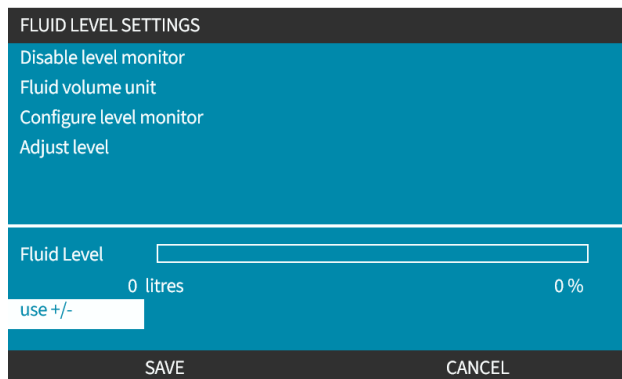 FLUID LEVEL SETTINGS
Disable level monitor
Fluid volume unit
Configure level monitor
Adjust level
Fluid Level
0 litres 0 %
use +/-
SAVE CANCEL